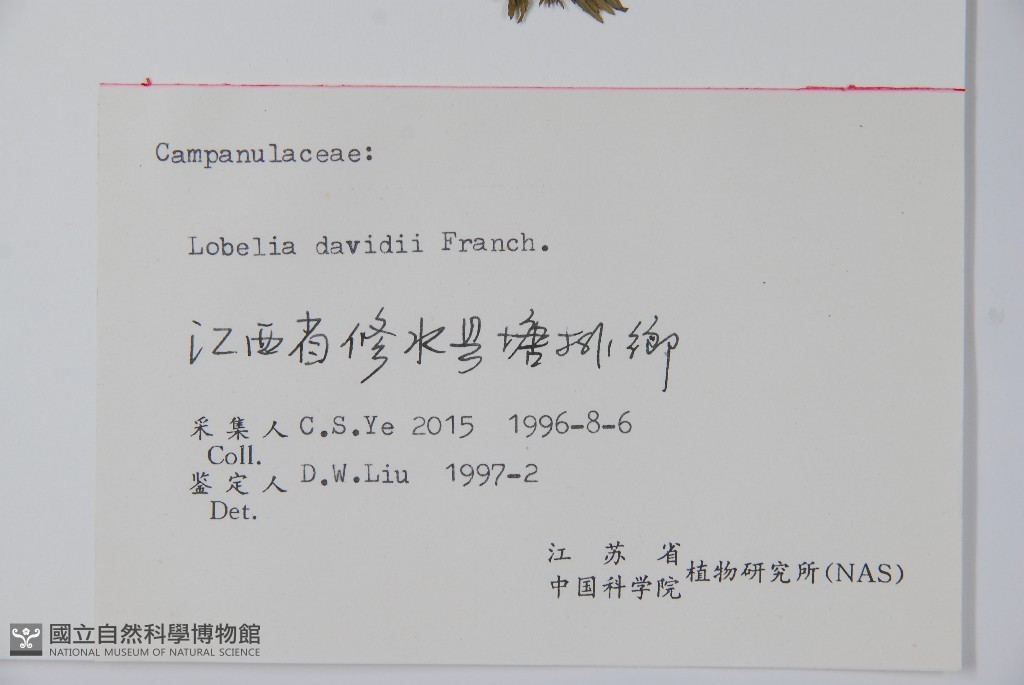 Campanulaceae:
Lobelia davidii Franch.
江西省修水县塘排鄉
采集人 C.S.Ye 2015 1996-8-6
Coll.
鉴定人 D.W.Liu 1997-2
Det.
江苏省
中国科学院 植物研究所(NAS)
國立自然科學博物館
NATIONAL MUSEUM OF NATURAL SCIENCE